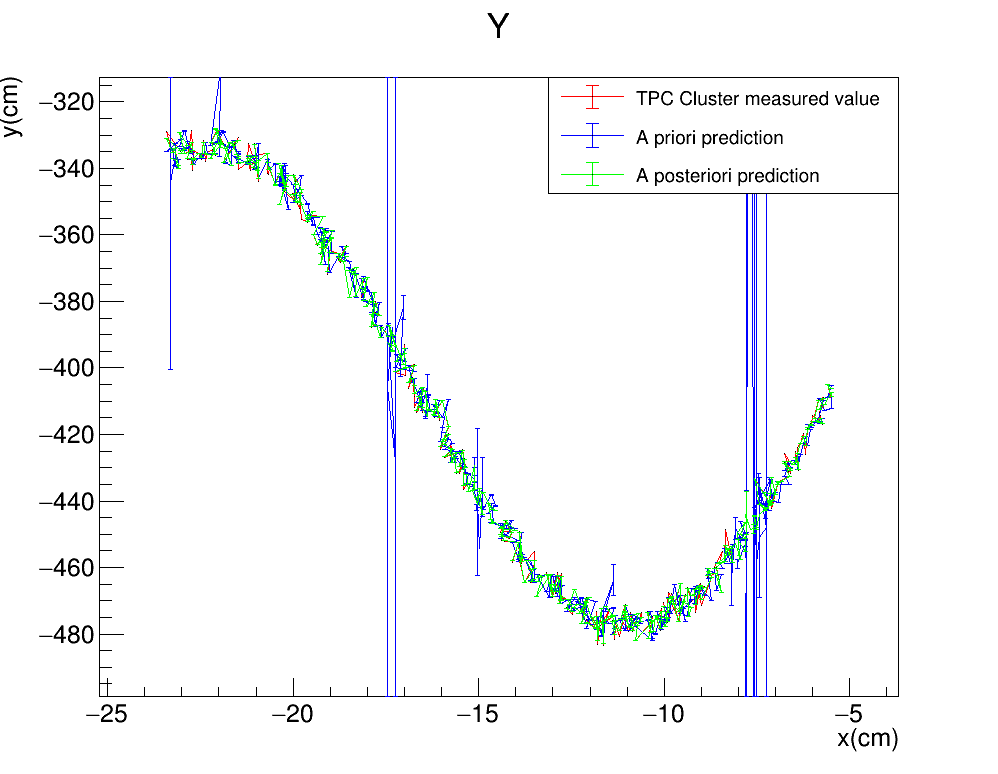 Y
y(cm)
−320
−340
−360
−380
−400
−420
−440
−460
−480
TPC Cluster measured value
A priori prediction
A posteriori prediction
−25
−20
−15
−10
−5
x(cm)